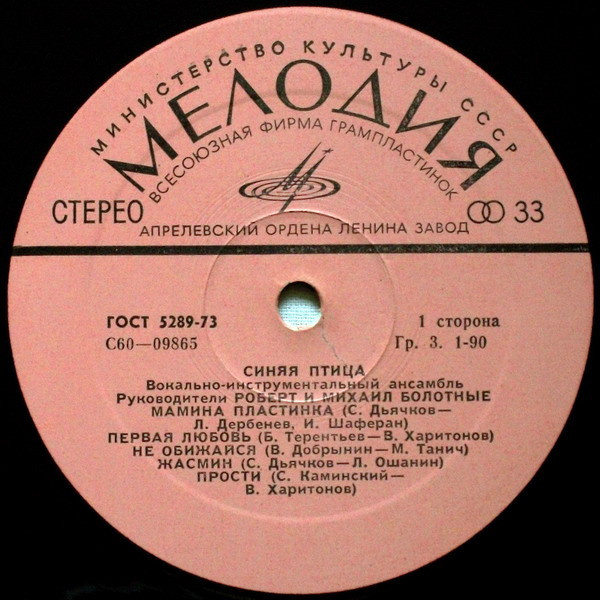 МИНИСТЕРСТВО КУЛЬТУРЫ СССР
МЕЛОДИЯ
ВСЕСОЮЗНАЯ ФИРМА ГРАМПЛАСТИНОК
СТЕРЕО
33
АПРЕЛЕВСКИЙ ОРДЕНА ЛЕНИНА ЗАВОД
ГОСТ 5289-73
1 сторона
С60—09865
Гр. 3. 1-90
СИНЯЯ ПТИЦА
Вокально-инструментальный ансамбль
Руководители РОБЕРТ И МИХАИЛ БОЛОТНЫЕ
МАМИНА ПЛАСТИНКА (С. Дьячков—
Л. Дербенев, И. Шаферан)
ПЕРВАЯ ЛЮБОВЬ (Б. Терентьев—В. Харитонов)
НЕ ОБИЖАЙСЯ (В. Добрынин—М. Танич)
ЖАСМИН (С. Дьячков—Л. Ошанин)
ПРОСТИ (С. Каминский—
В. Харитонов)